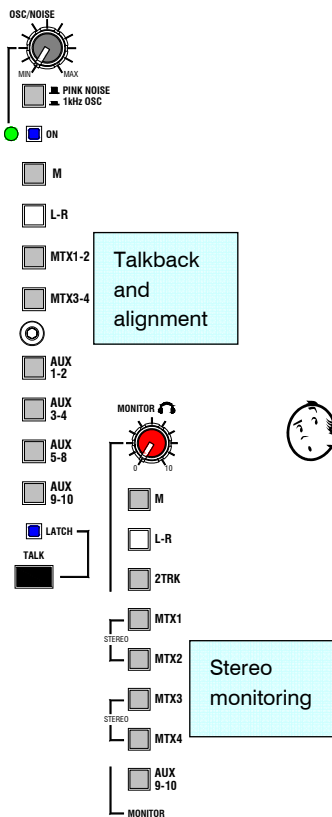 OSC/NOISE
MIN MAX
PINK NOISE
1kHz OSC
ON
M
L-R
MTX1-2
MTX3-4
Talkback
and
alignment
AUX
1-2
AUX
3-4
AUX
5-8
AUX
9-10
LATCH
TALK
MONITOR
0 10
M
L-R
2TRK
MTX1
STEREO
MTX2
MTX3
STEREO
MTX4
Stereo
monitoring
AUX
9-10
MONITOR